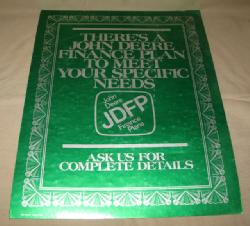 THERE'S A
JOHN DEERE
FINANCE PLAN
TO MEET
YOUR SPECIFIC
NEEDS
John
Deere
JDFP
Finance
Plans
ASK US FOR
COMPLETE DETAILS